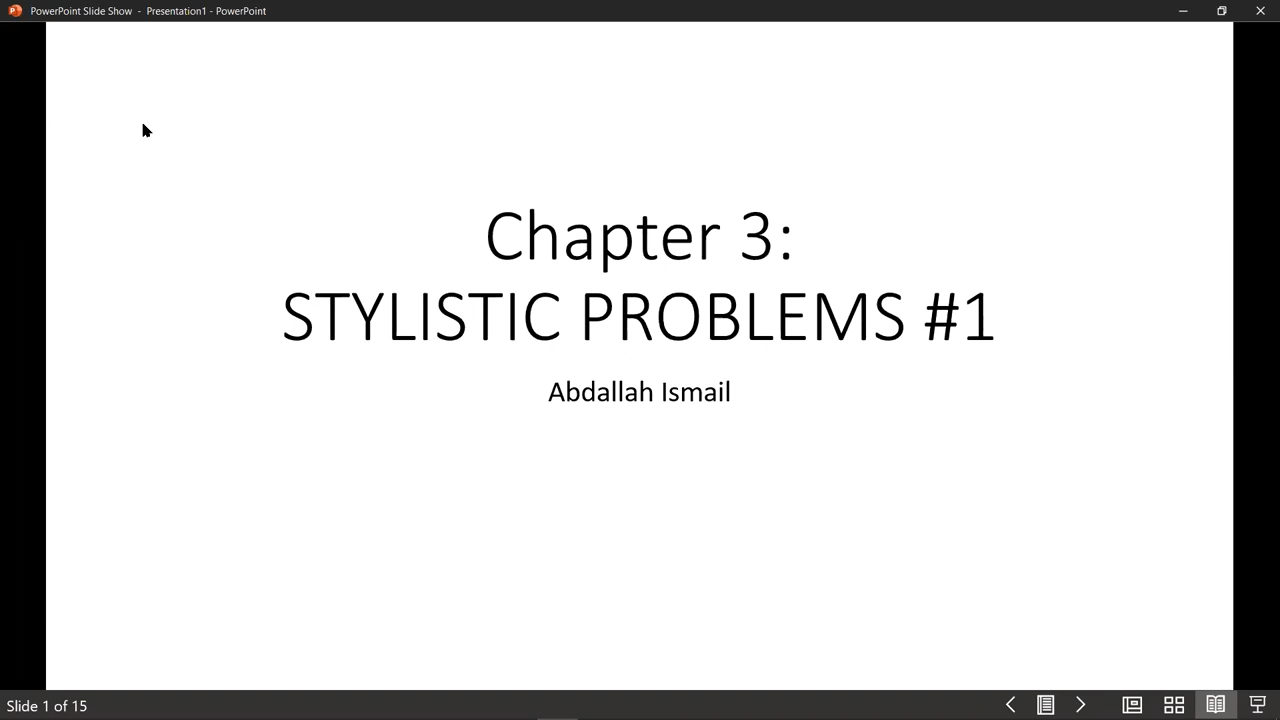 PowerPoint Slide Show - Presentation1 - PowerPoint
Chapter 3:
STYLISTIC PROBLEMS #1
Abdallah Ismail
Slide 1 of 15